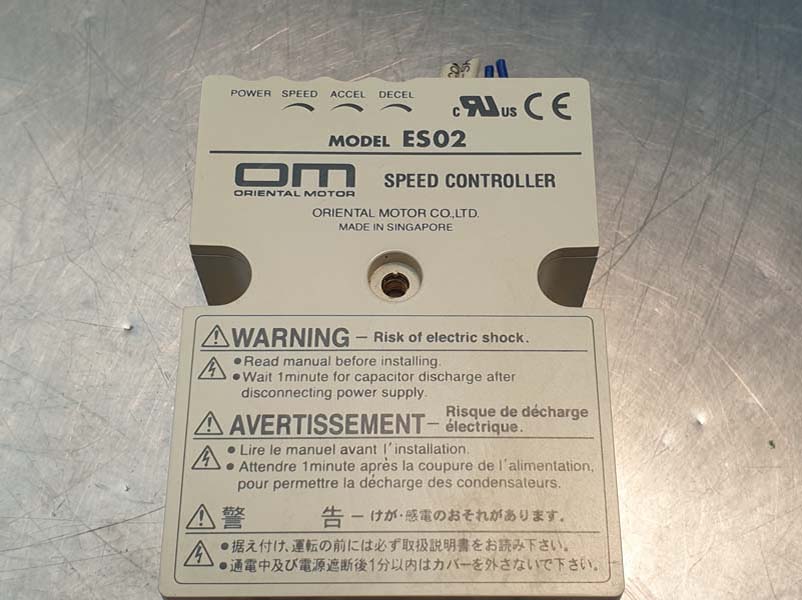 POWER SPEED ACCEL DECEL
c RU US CE
MODEL ES02
OM SPEED CONTROLLER
ORIENTAL MOTOR
ORIENTAL MOTOR CO.,LTD.
MADE IN SINGAPORE
WARNING – Risk of electric shock.
• Read manual before installing.
• Wait 1minute for capacitor discharge after
disconnecting power supply.
AVERTISSEMENT – Risque de décharge
électrique.
• Lire le manuel avant l'installation.
• Attendre 1minute après la coupure de l'alimentation,
pour permettre la décharge des condensateurs.
警 告 – けが・感電のおそれがあります。
• 据え付け、運転の前には必ず取扱説明書をお読み下さい。
• 通電中及び電源遮断後1分以内はカバーを外さないで下さい。